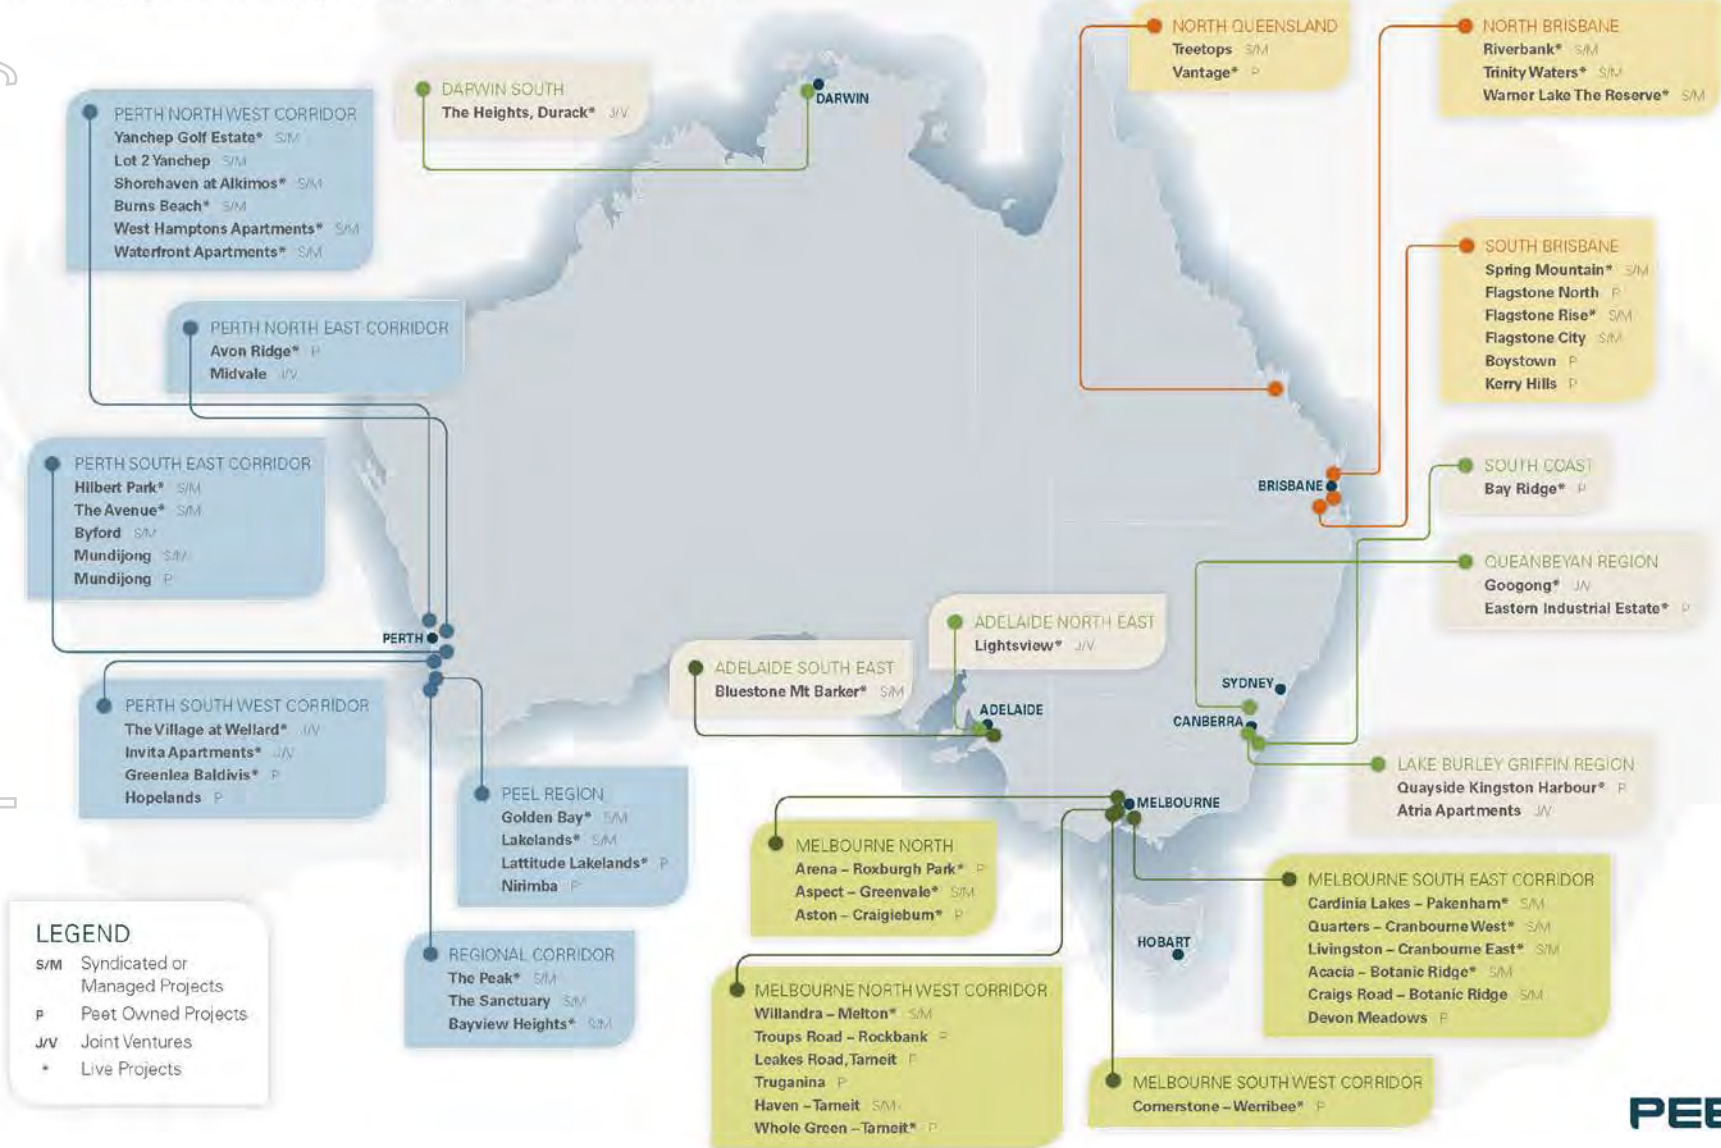 NORTH QUEENSLAND
Treetops S/M
Vantage* P
NORTH BRISBANE
Riverbank* S/M
Trinity Waters* S/M
Warner Lake The Reserve* S/M
DARWIN SOUTH
The Heights, Durack* J/V
DARWIN
PERTH NORTH WEST CORRIDOR
Yanchep Golf Estate* S/M
Lot 2 Yanchep S/M
Shorehaven at Alkimos* S/M
Burns Beach* S/M
West Hamptons Apartments* S/M
Waterfront Apartments* S/M
SOUTH BRISBANE
Spring Mountain* S/M
Flagstone North P
Flagstone Rise* S/M
Flagstone City S/M
Boystown P
Kerry Hills P
PERTH NORTH EAST CORRIDOR
Avon Ridge* P
Midvale J/V
PERTH SOUTH EAST CORRIDOR
Hilbert Park* S/M
The Avenue* S/M
Byford S/M
Mundijong S/M
Mundijong P
SOUTH COAST
Bay Ridge* P
BRISBANE
QUEANBEYAN REGION
Googong* J/V
Eastern Industrial Estate* P
PERTH
ADELAIDE NORTH EAST
Lightsview* J/V
ADELAIDE SOUTH EAST
Bluestone Mt Barker* S/M
ADELAIDE
SYDNEY
CANBERRA
PERTH SOUTH WEST CORRIDOR
The Village at Wellard* J/V
Invita Apartments* J/V
Greenlea Baldivis* P
Hopelands P
LAKE BURLEY GRIFFIN REGION
Quayside Kingston Harbour* P
Atria Apartments J/V
PEEL REGION
Golden Bay* S/M
Lakelands* S/M
Lattitude Lakelands* P
Nirimba P
MELBOURNE
MELBOURNE NORTH
Arena – Roxburgh Park* P
Aspect – Greenvale* S/M
Aston – Craigieburn* P
MELBOURNE SOUTH EAST CORRIDOR
Cardinia Lakes – Pakenham* S/M
Quarters – Cranbourne West* S/M
Livingston – Cranbourne East* S/M
Acacia – Botanic Ridge* S/M
Craigs Road – Botanic Ridge S/M
Devon Meadows P
HOBART
REGIONAL CORRIDOR
The Peak* S/M
The Sanctuary S/M
Bayview Heights* S/M
MELBOURNE NORTH WEST CORRIDOR
Willandra – Melton* S/M
Troups Road – Rockbank P
Leakes Road, Tarneit P
Truganina P
Haven – Tarneit S/M
Whole Green – Tarneit* P
MELBOURNE SOUTH WEST CORRIDOR
Cornerstone – Werribee* P
LEGEND
S/M Syndicated or
Managed Projects
P Peet Owned Projects
J/V Joint Ventures
* Live Projects
PEE